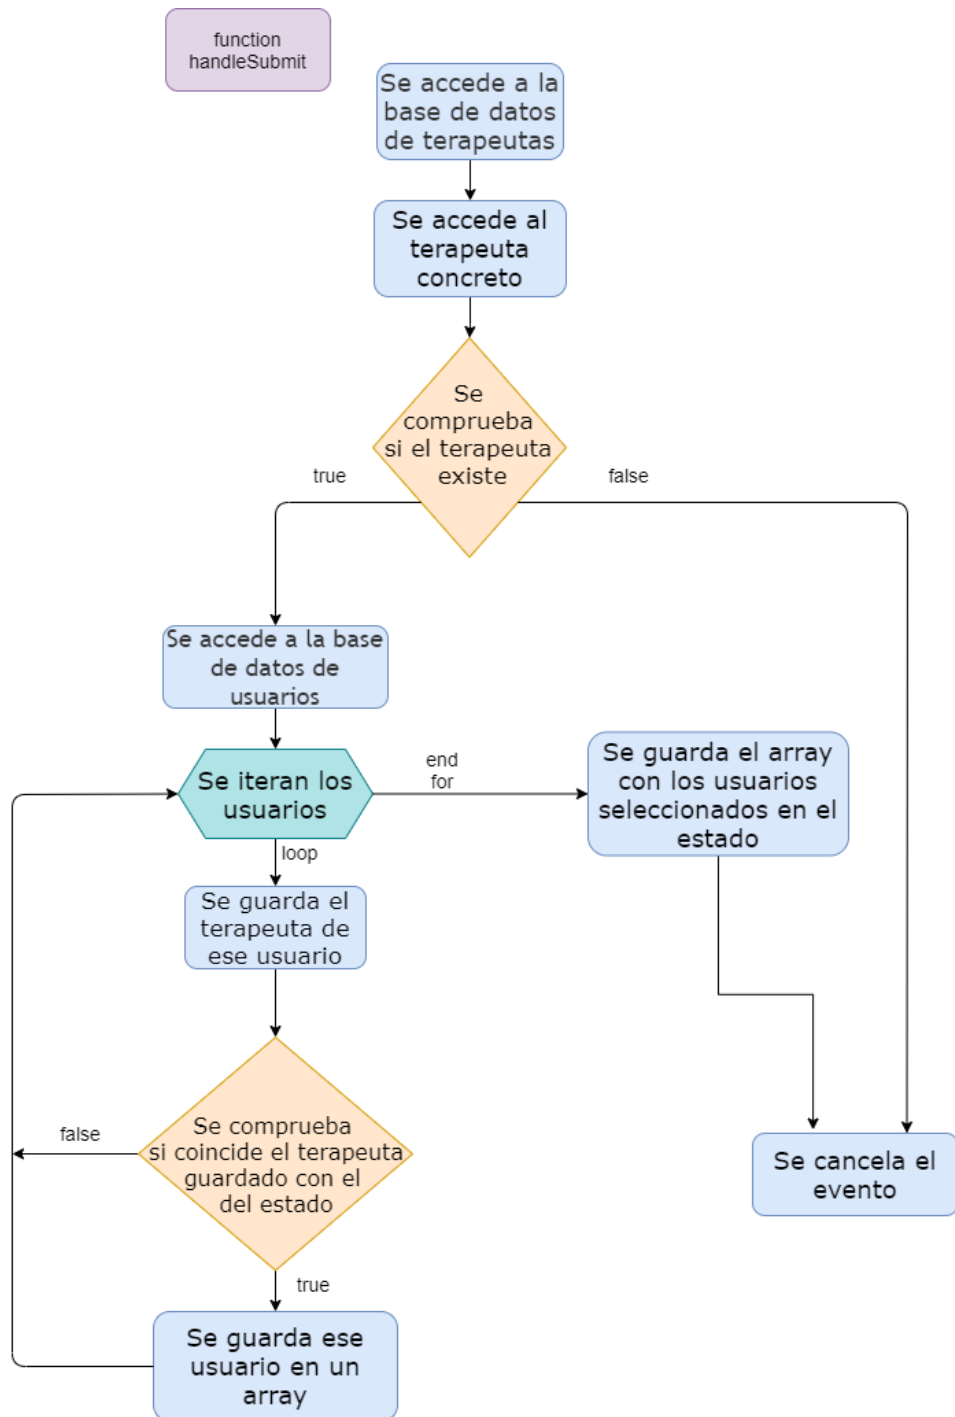 function
handleSubmit
Se accede a la
base de datos
de terapeutas
Se accede al
terapeuta
concreto
Se
comprueba
si el terapeuta
existe
true
false
Se accede a la base
de datos de
usuarios
Se iteran los
usuarios
end
for
Se guarda el array
con los usuarios
seleccionados en el
estado
loop
Se guarda el
terapeuta de
ese usuario
Se comprueba
si coincide el terapeuta
guardado con el
del estado
false
true
Se cancela el
evento
Se guarda ese
usuario en un
array